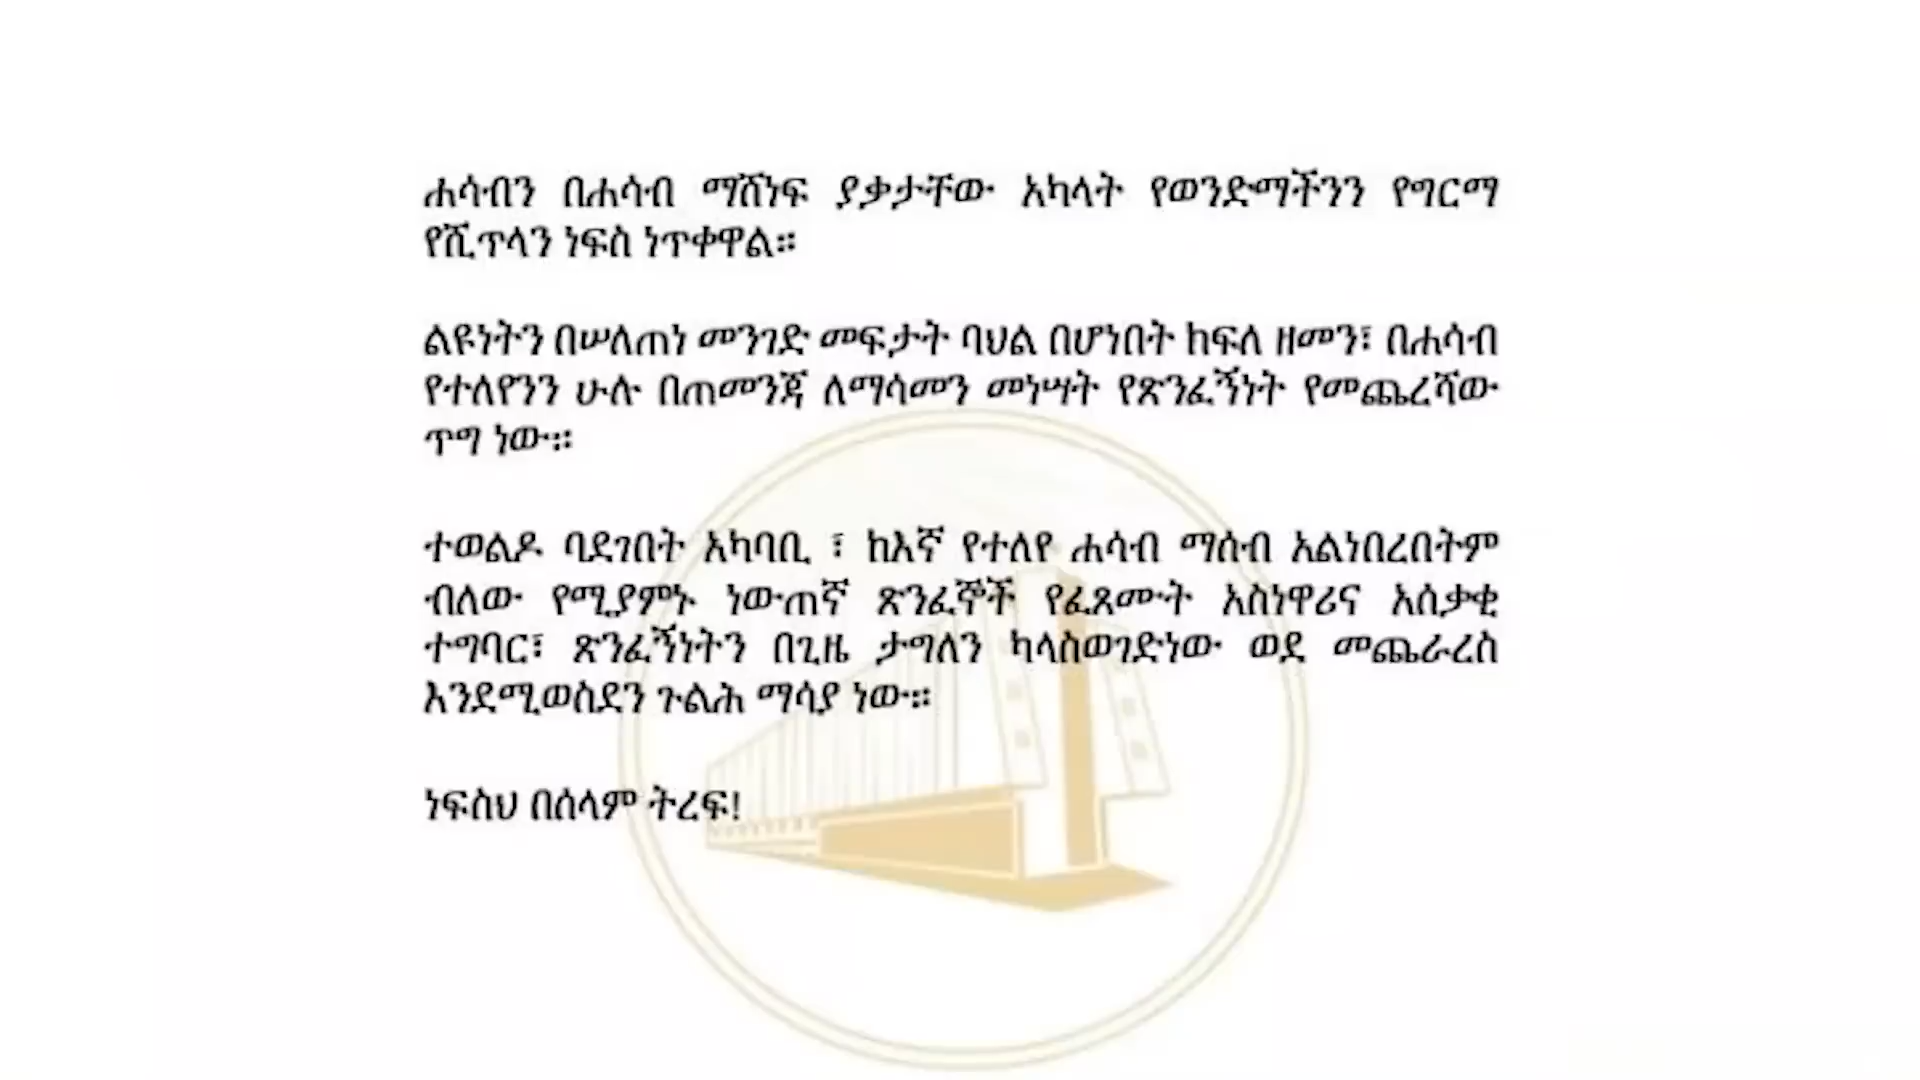 ሐሳብን በሐሳብ ማሸነፍ ያቃታቸው አካላት የወንድማችንን የግርማ
የሺጥላን ነፍስ ነጥቀዋል።
ልዩነትን በሠለጠነ መንገድ መፍታት ባህል በሆነበት ክፍለ ዘመን፣ በሐሳብ
የተለየንን ሁሉ በጠመንጃ ለማሳመን መነሣት የጽንፈኝነት የመጨረሻው
ጥግ ነው።
ተወልዶ ባደገበት አካባቢ ፣ ከእኛ የተለየ ሐሳብ ማሰብ አልነበረበትም
ብለው የሚያምኑ ነውጠኛ ጽንፈኞች የፈጸሙት አስነዋሪና አሰቃቂ
ተግባር፣ ጽንፈኝነትን በጊዜ ታግለን ካላስወገድነው ወደ መጨራረስ
እንደሚወስደን ጉልሕ ማሳያ ነው።
ነፍስህ በሰላም ትረፍ!